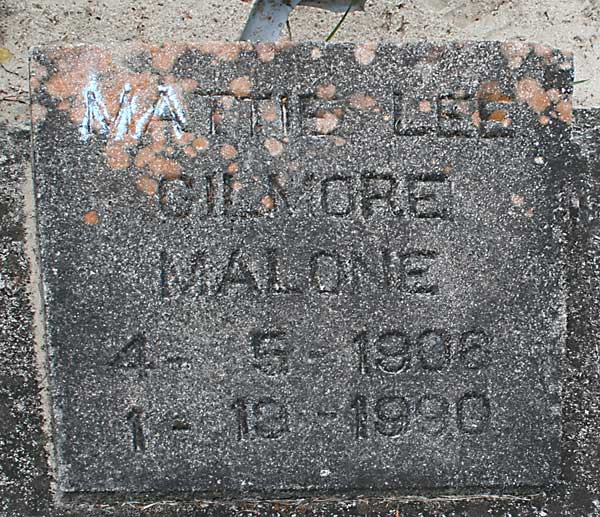 MATTIE LEE
GILMORE
MALONE
4- 5-1906
1-19-1990